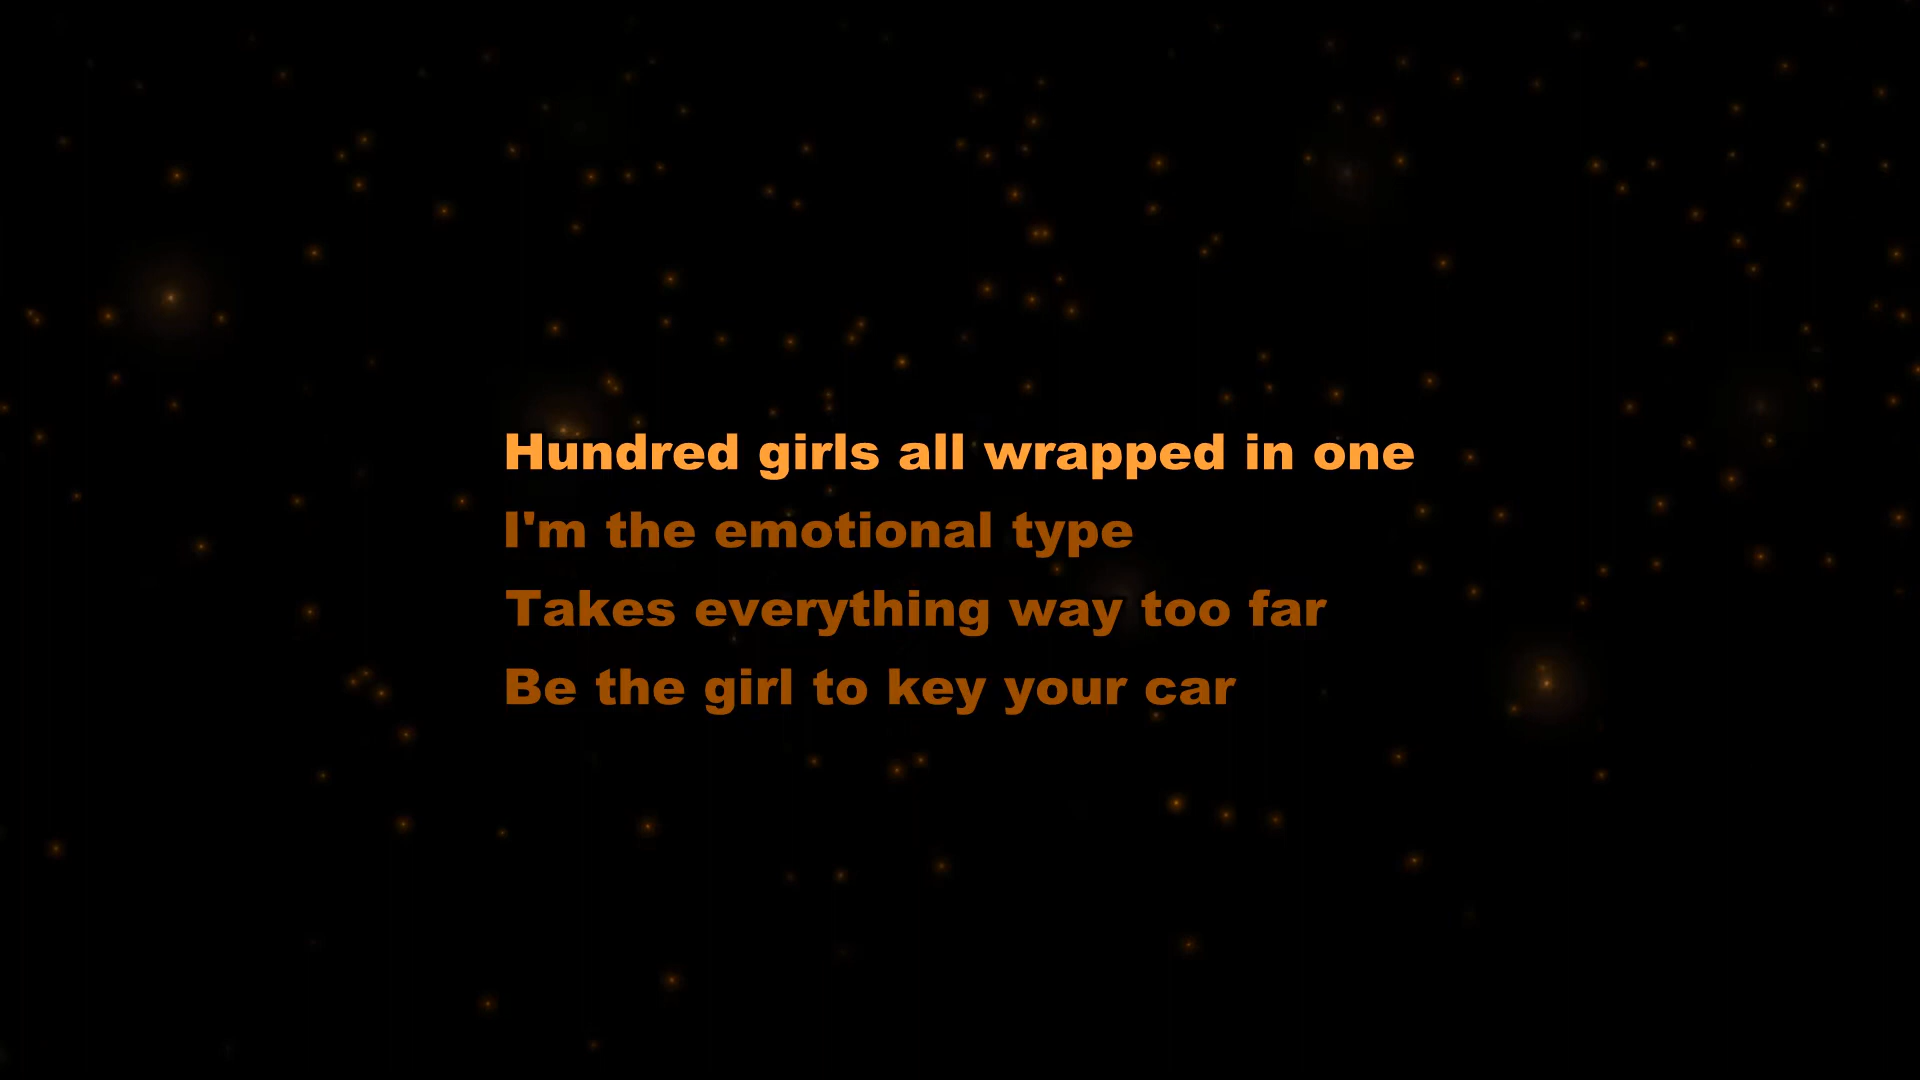 Hundred girls all wrapped in one
I'm the emotional type
Takes everything way too far
Be the girl to key your car